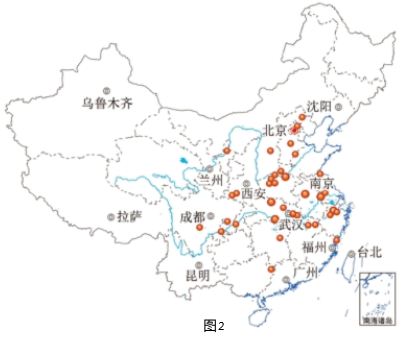 沈阳
乌鲁木齐
北京
兰州
西安
南京
拉萨
成都
武汉
福州
台北
昆明
广州
南海诸岛
图2